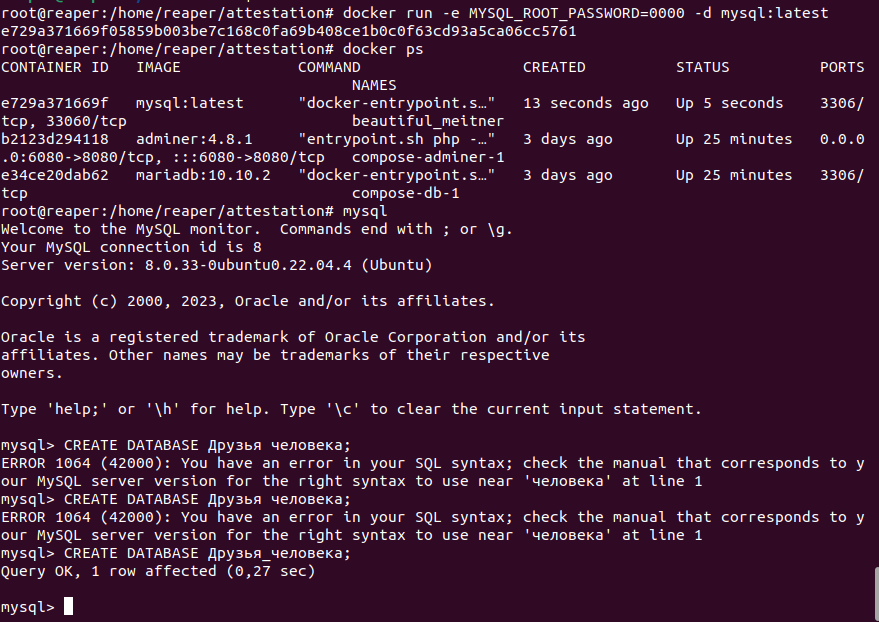 root@reaper:/home/reaper/attestation# docker run -e MYSQL_ROOT_PASSWORD=0000 -d mysql:latest
e729a371669f05859b003be7c168c0fa69b408ce1b0c0f63cd93a5ca06cc5761
root@reaper:/home/reaper/attestation# docker ps
CONTAINER ID   IMAGE             COMMAND                  CREATED          STATUS          PORTS
                                       NAMES
e729a371669f   mysql:latest      "docker-entrypoint.s…"   13 seconds ago   Up 5 seconds    3306/
tcp, 33060/tcp                         beautiful_meitner
b2123d294118   adminer:4.8.1     "entrypoint.sh php -…"   3 days ago       Up 25 minutes   0.0.0
.0:6080->8080/tcp, :::6080->8080/tcp   compose-adminer-1
e34ce20dab62   mariadb:10.10.2   "docker-entrypoint.s…"   3 days ago       Up 25 minutes   3306/
tcp                                    compose-db-1
root@reaper:/home/reaper/attestation# mysql
Welcome to the MySQL monitor.  Commands end with ; or \g.
Your MySQL connection id is 8
Server version: 8.0.33-0ubuntu0.22.04.4 (Ubuntu)
Copyright (c) 2000, 2023, Oracle and/or its affiliates.
Oracle is a registered trademark of Oracle Corporation and/or its
affiliates. Other names may be trademarks of their respective
owners.
Type 'help;' or '\h' for help. Type '\c' to clear the current input statement.
mysql> CREATE DATABASE Друзья человека;
ERROR 1064 (42000): You have an error in your SQL syntax; check the manual that corresponds to y
our MySQL server version for the right syntax to use near 'человека' at line 1
mysql> CREATE DATABASE Друзья человека;
ERROR 1064 (42000): You have an error in your SQL syntax; check the manual that corresponds to y
our MySQL server version for the right syntax to use near 'человека' at line 1
mysql> CREATE DATABASE Друзья_человека;
Query OK, 1 row affected (0,27 sec)
mysql>